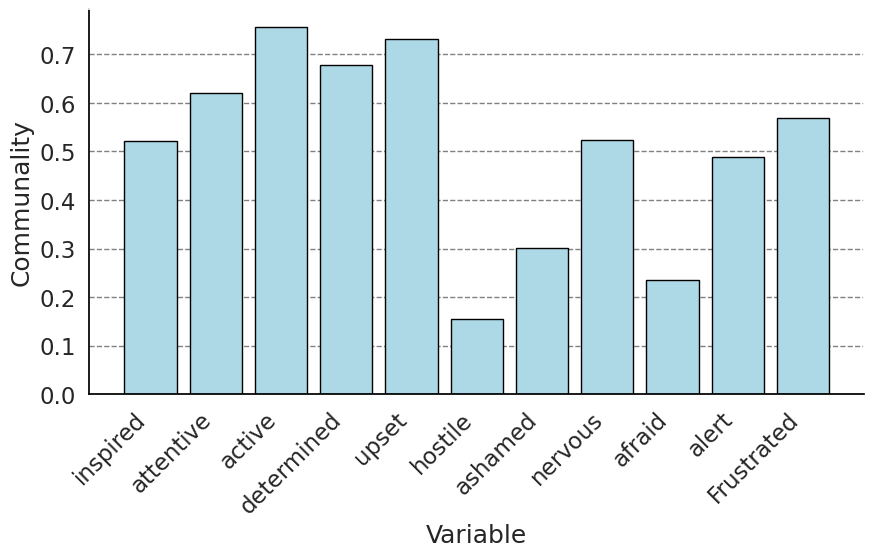 Communality
0.7
0.6
0.5
0.4
0.3
0.2
0.1
0.0
inspired
attentive
active
determined
upset
hostile
ashamed
nervous
afraid
alert
Frustrated
Variable